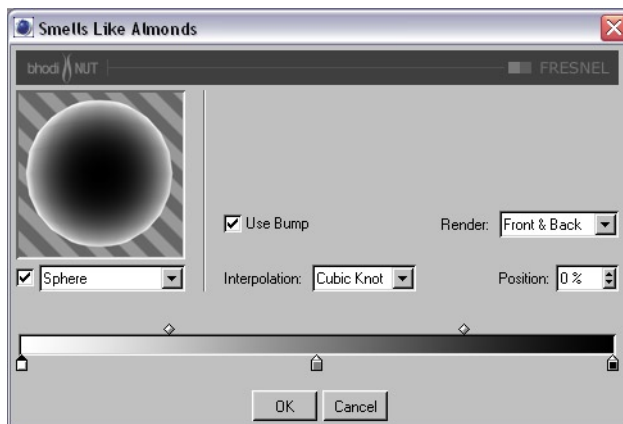 Smells Like Almonds
bhodi NUT FRESNEL
Use Bump Render: Front & Back
Sphere Interpolation: Cubic Knot Position: 0 %
OK Cancel